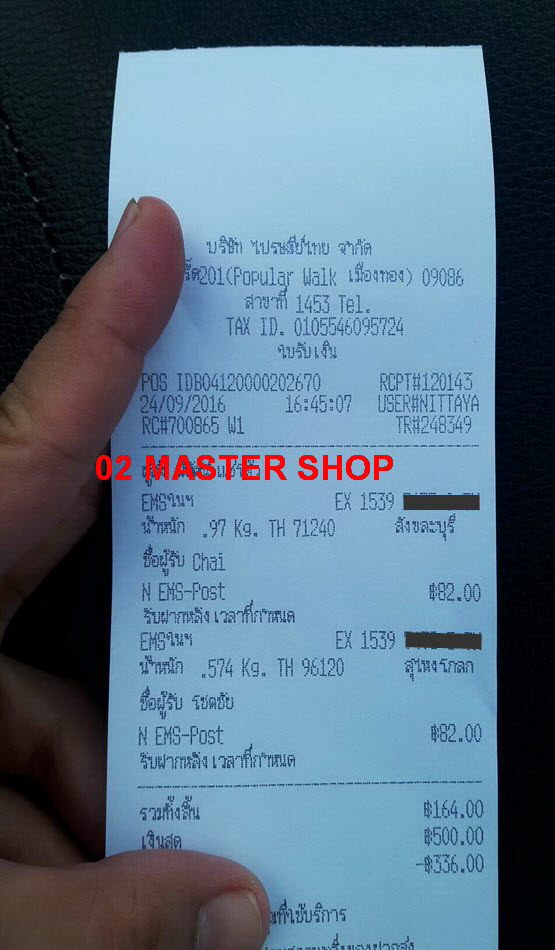 บริษัท ไปรษณีย์ไทย จำกัด
201(Popular Walk เมืองทอง) 09086
สาขาที่ 1453 Tel.
TAX ID. 0105546095724
ใบรับเงิน
POS IDB04120000202670 RCPT#120143
24/09/2016 16:45:07 USER#NITTAYA
RC#700865 W1 TR#248349
02 MASTER SHOP
EMSในฯ EX 1539
น้ำหนัก .97 Kg. TH 71240 สังขละบุรี
ชื่อผู้รับ Chai
N EMS-Post ฿82.00
รับฝากหลังเวลาที่กำหนด
EMSในฯ EX 1539
น้ำหนัก .574 Kg. TH 96120 สุไหงโกลก
ชื่อผู้รับ โชดชัย
N EMS-Post ฿82.00
รับฝากหลังเวลาที่กำหนด
รวมทั้งสิ้น ฿164.00
เงินสด ฿500.00
-฿336.00
ใช้บริการ